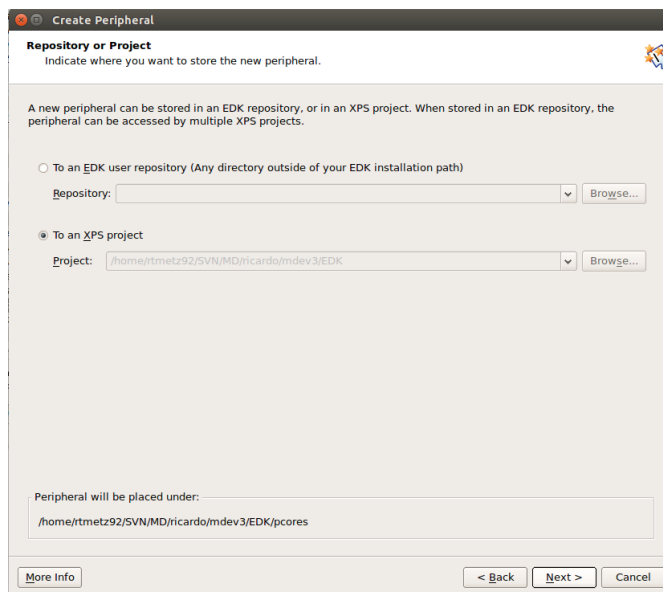 Create Peripheral
Repository or Project
Indicate where you want to store the new peripheral.
A new peripheral can be stored in an EDK repository, or in an XPS project. When stored in an EDK repository, the
peripheral can be accessed by multiple XPS projects.
To an EDK user repository (Any directory outside of your EDK installation path)
Repository:
Browse...
To an XPS project
Project: /home/rtmetz92/SVN/MD/ricardo/mdev3/EDK
Browse...
Peripheral will be placed under:
/home/rtmetz92/SVN/MD/ricardo/mdev3/EDK/pcores
More Info
< Back
Next >
Cancel